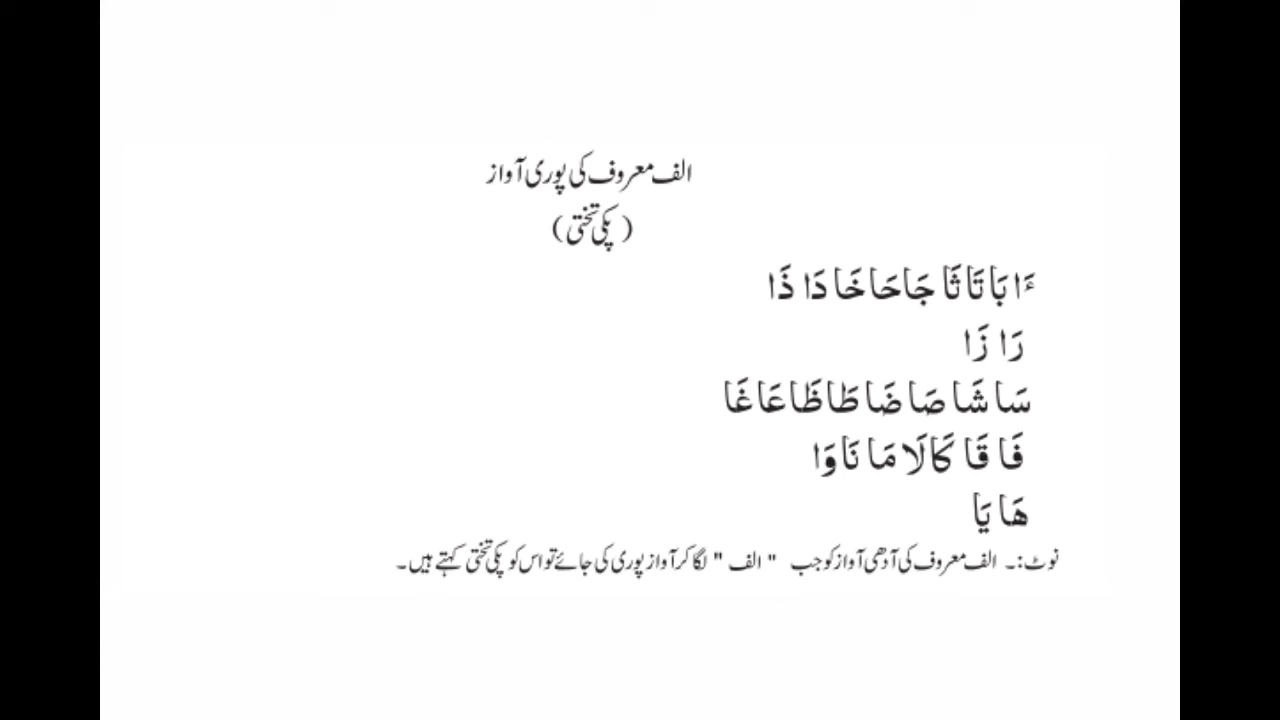 الف معروف کی پوری آواز
( پکی تختی )
ءَا بَا تَا ثَا جَا حَا خَا دَا ذَا
رَا زَا
سَا شَا صَا ضَا طَا ظَا عَا غَا
فَا قَا كَا لَا مَا نَا وَا
هَا يَا
نوٹ:۔ الف معروف کی آدھی آواز کو جب " الف " لگا کر آواز پوری کی جائے تو اس کو پکی تختی کہتے ہیں۔